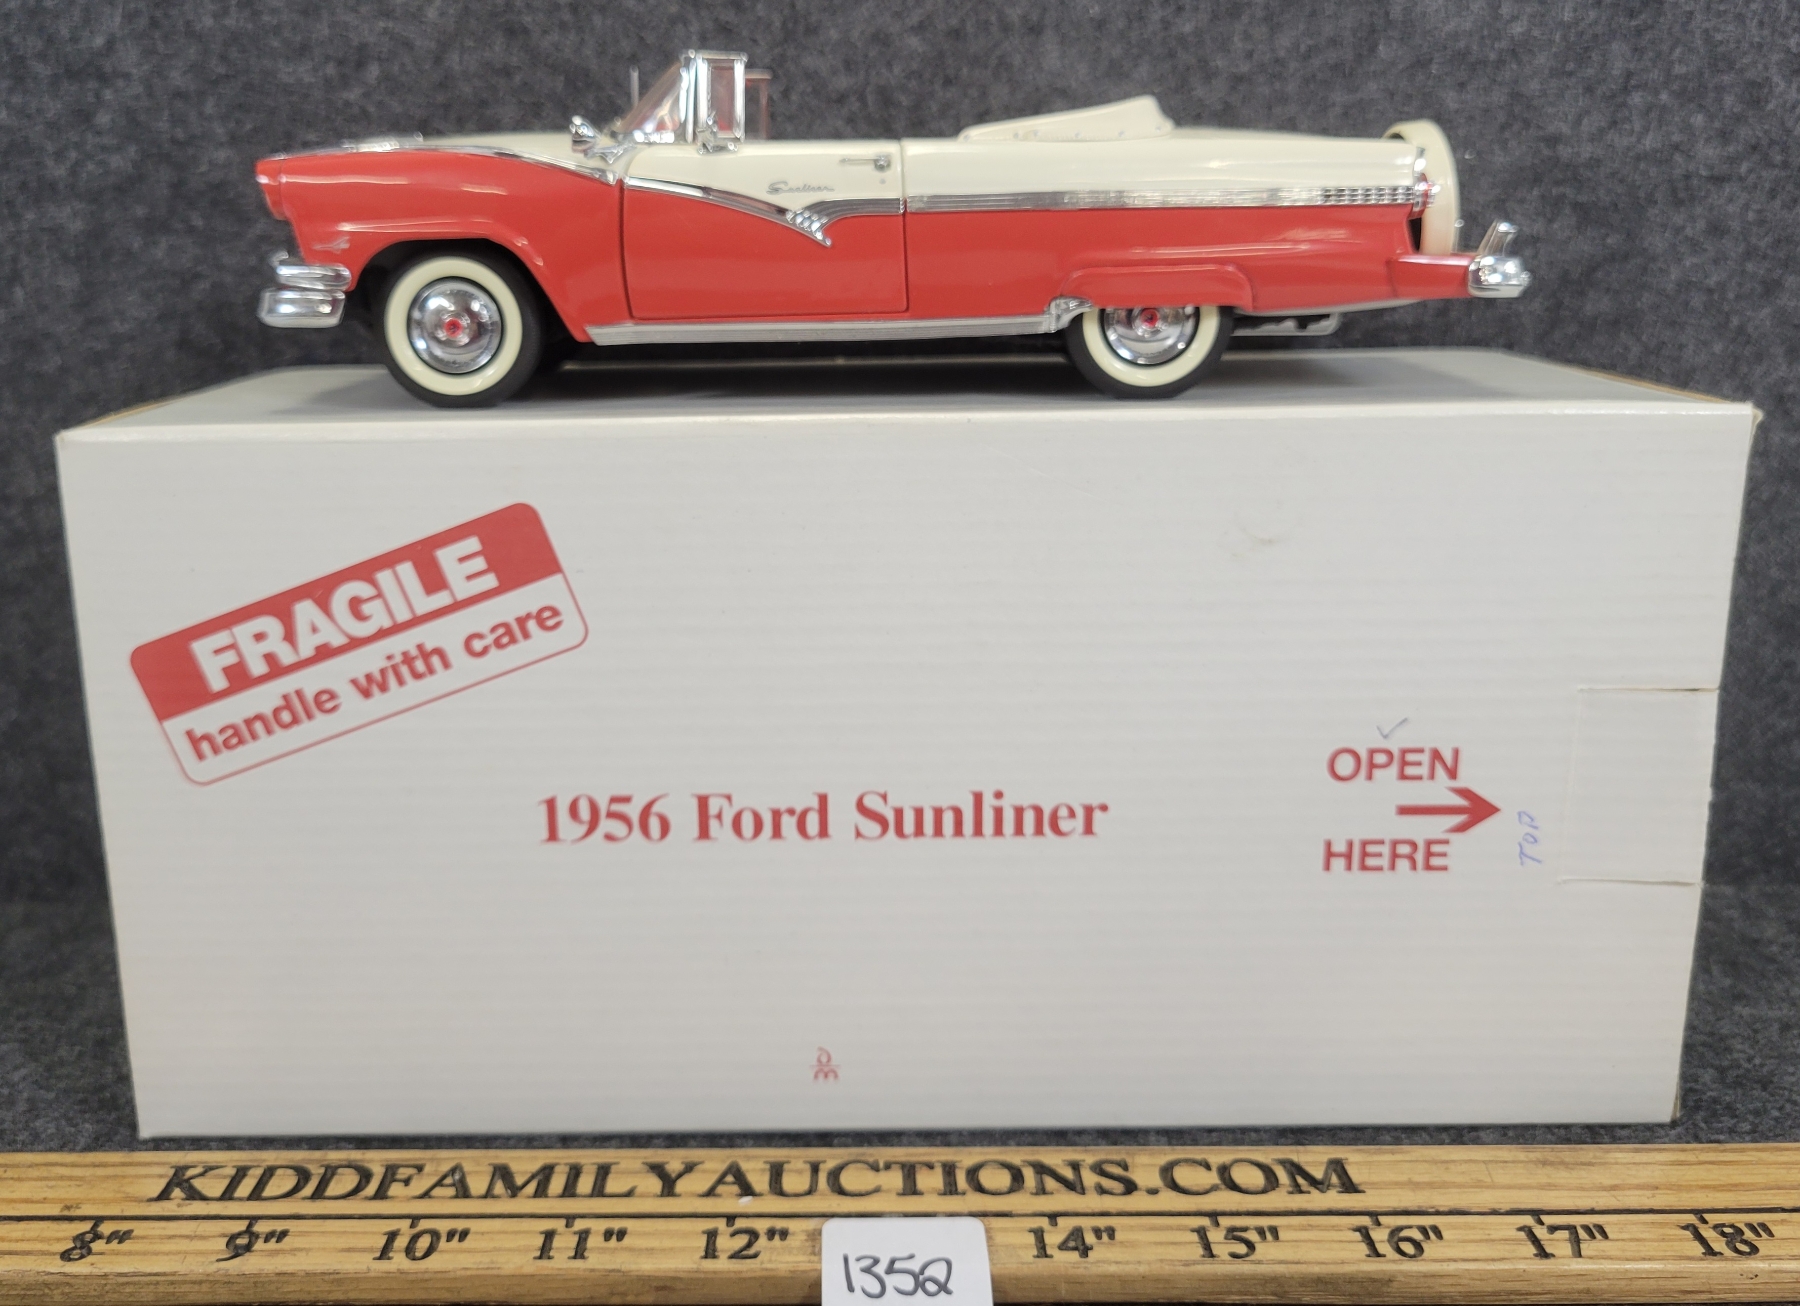 Sunliner
FRAGILE
handle with care
1956 Ford Sunliner
OPEN
HERE
TOP
DM
KIDDFAMILYAUCTIONS.COM
8" 9" 10" 11" 12" 14" 15" 16" 17" 18"
1352